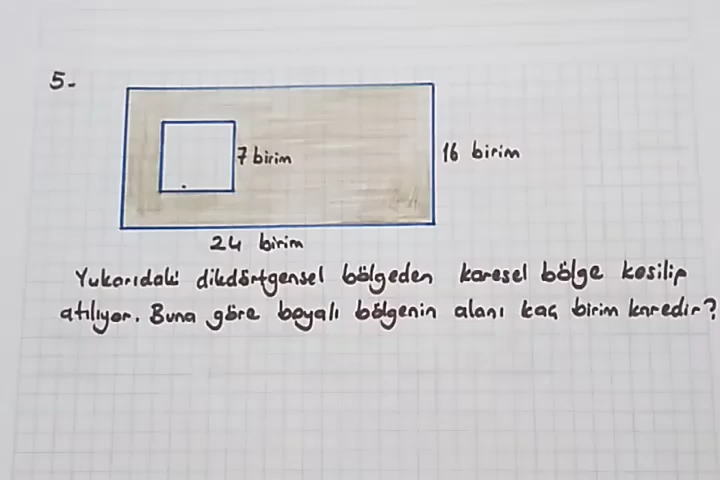 5-
7 birim
16 birim
24 birim
Yukarıdaki dikdörtgensel bölgeden karesel bölge kesilip
atılıyor. Buna göre boyalı bölgenin alanı kaç birim karedir?